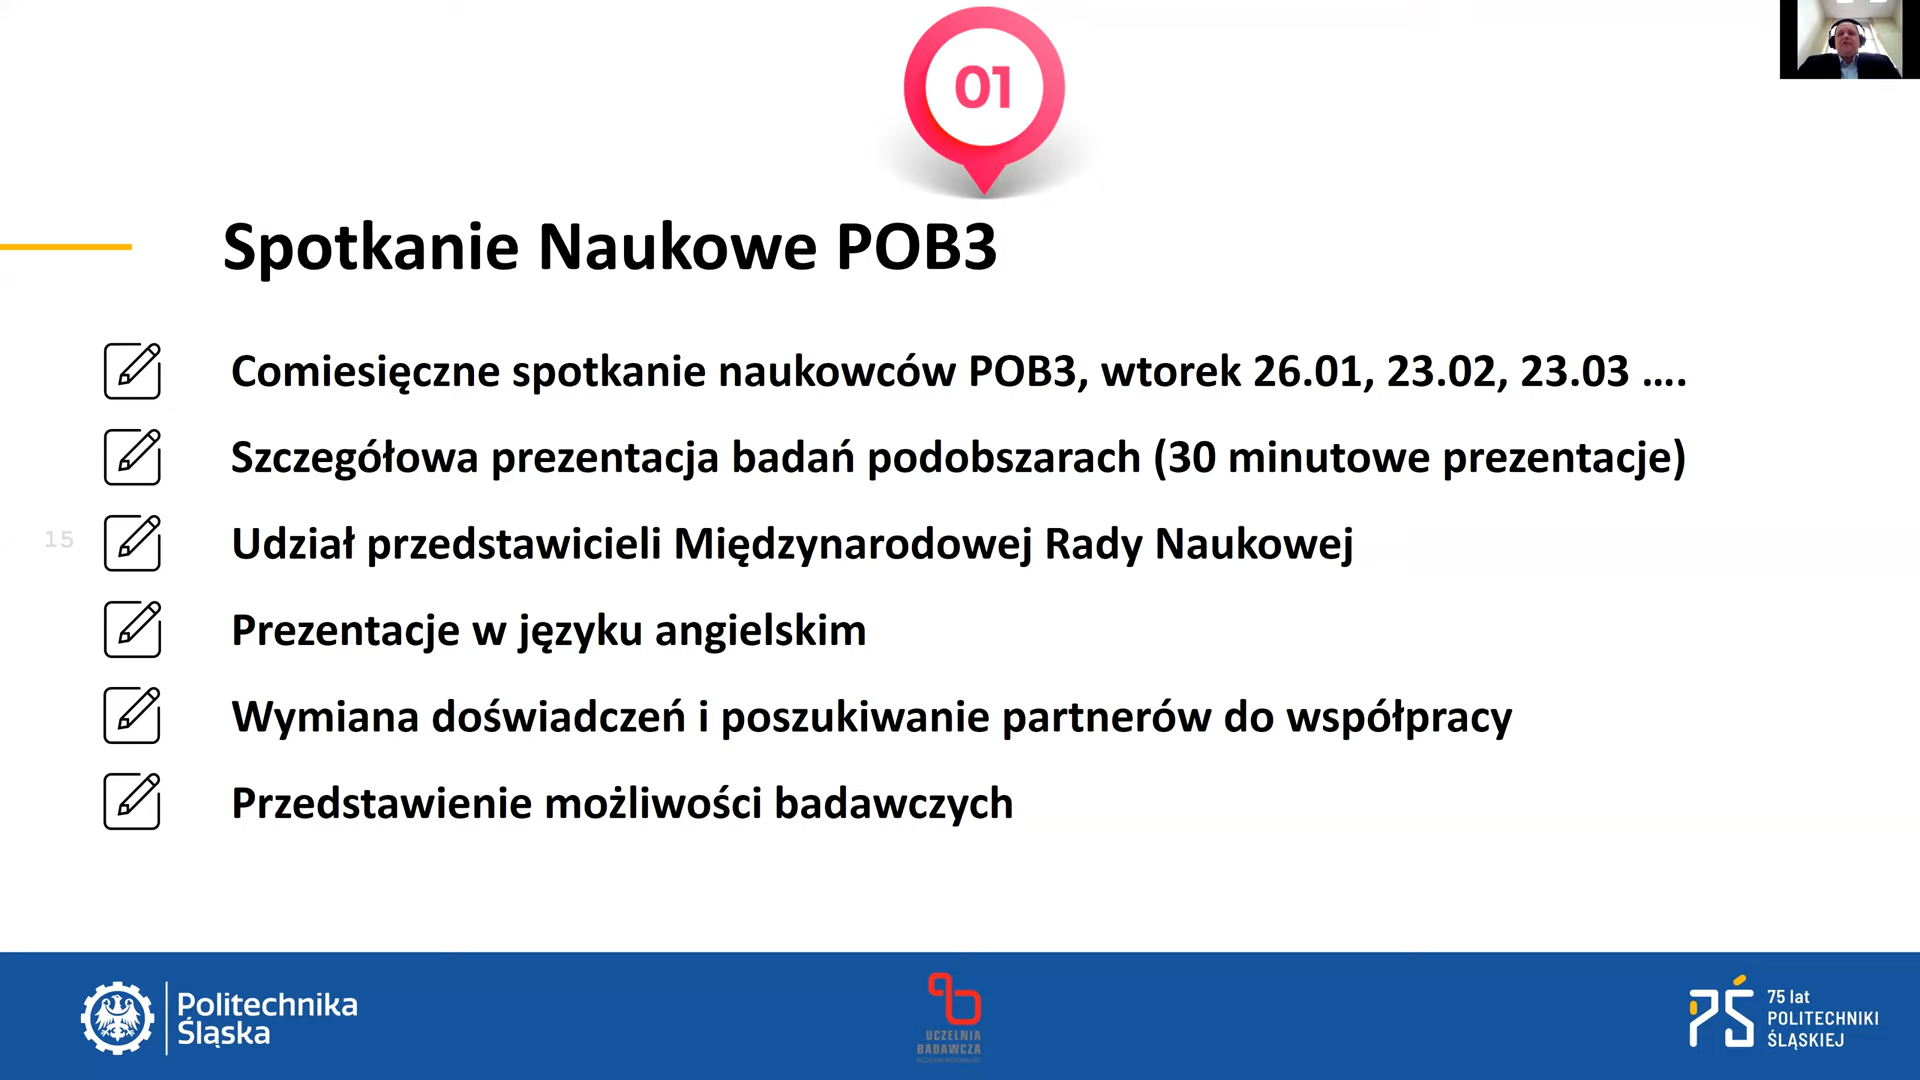 01
Spotkanie Naukowe POB3
Comiesięczne spotkanie naukowców POB3, wtorek 26.01, 23.02, 23.03 ....
Szczegółowa prezentacja badań podobszarach (30 minutowe prezentacje)
15
Udział przedstawicieli Międzynarodowej Rady Naukowej
Prezentacje w języku angielskim
Wymiana doświadczeń i poszukiwanie partnerów do współpracy
Przedstawienie możliwości badawczych
Politechnika
Śląska
UCZELNIA
BADAWCZA
PŚ
75 lat
POLITECHNIKI
ŚLĄSKIEJ